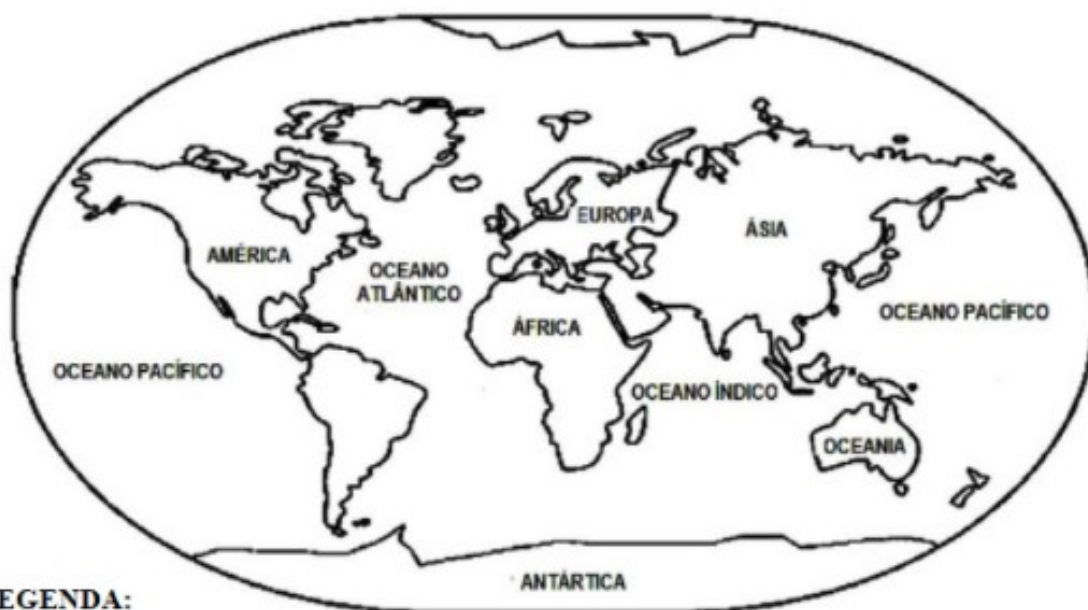 EUROPA
ÁSIA
AMÉRICA
OCEANO
ATLÂNTICO
OCEANO PACÍFICO
ÁFRICA
OCEANO PACÍFICO
OCEANO ÍNDICO
OCEANIA
ANTÁRTICA
EGENDA: